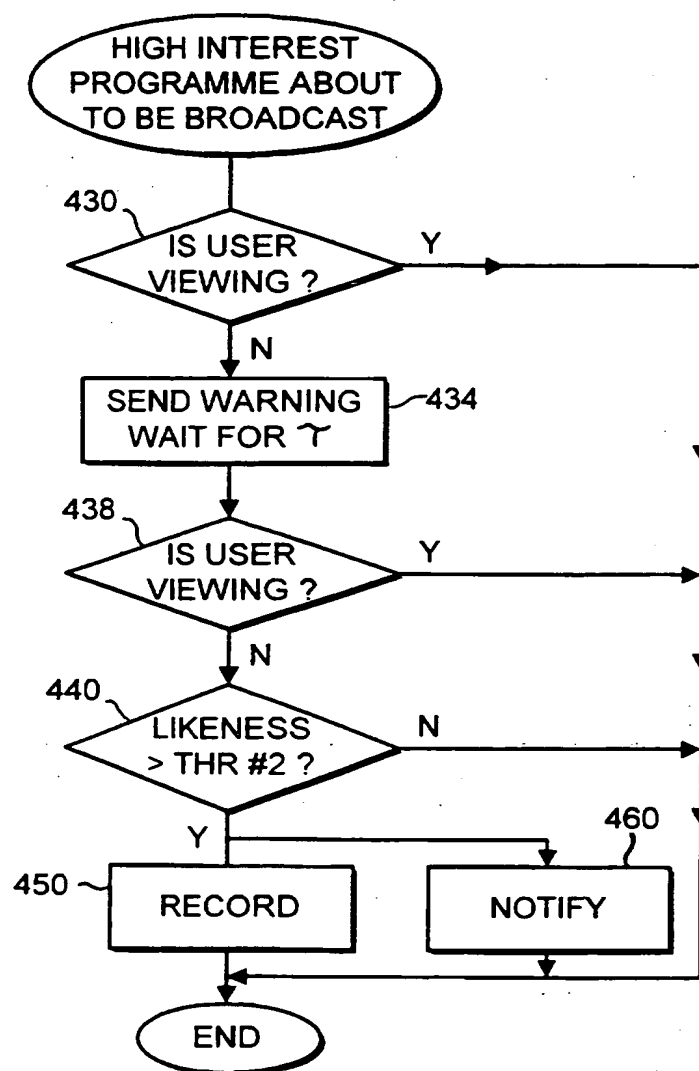 HIGH INTEREST
PROGRAMME ABOUT
TO BE BROADCAST
430
IS USER
VIEWING ?
Y
N
SEND WARNING
WAIT FOR τ
434
438
IS USER
VIEWING ?
Y
N
440
LIKENESS
> THR #2 ?
N
Y
460
450
RECORD
NOTIFY
END